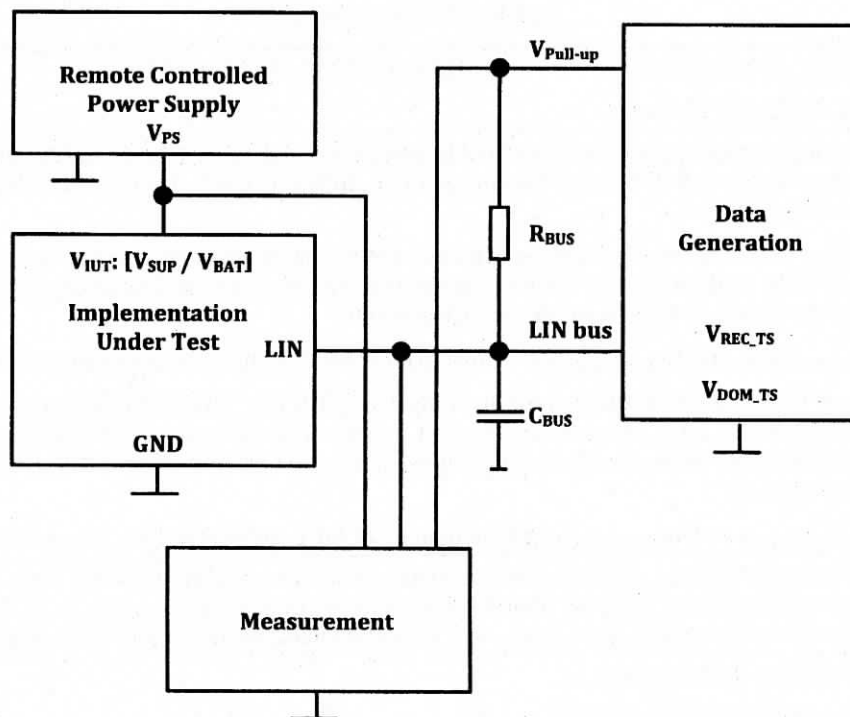 Remote Controlled
Power Supply
VPS
VPull-up
VIUT: [VSUP / VBAT]
Implementation
Under Test
LIN
GND
RBUS
LIN bus
CBUS
Data
Generation
VREC_TS
VDOM_TS
Measurement